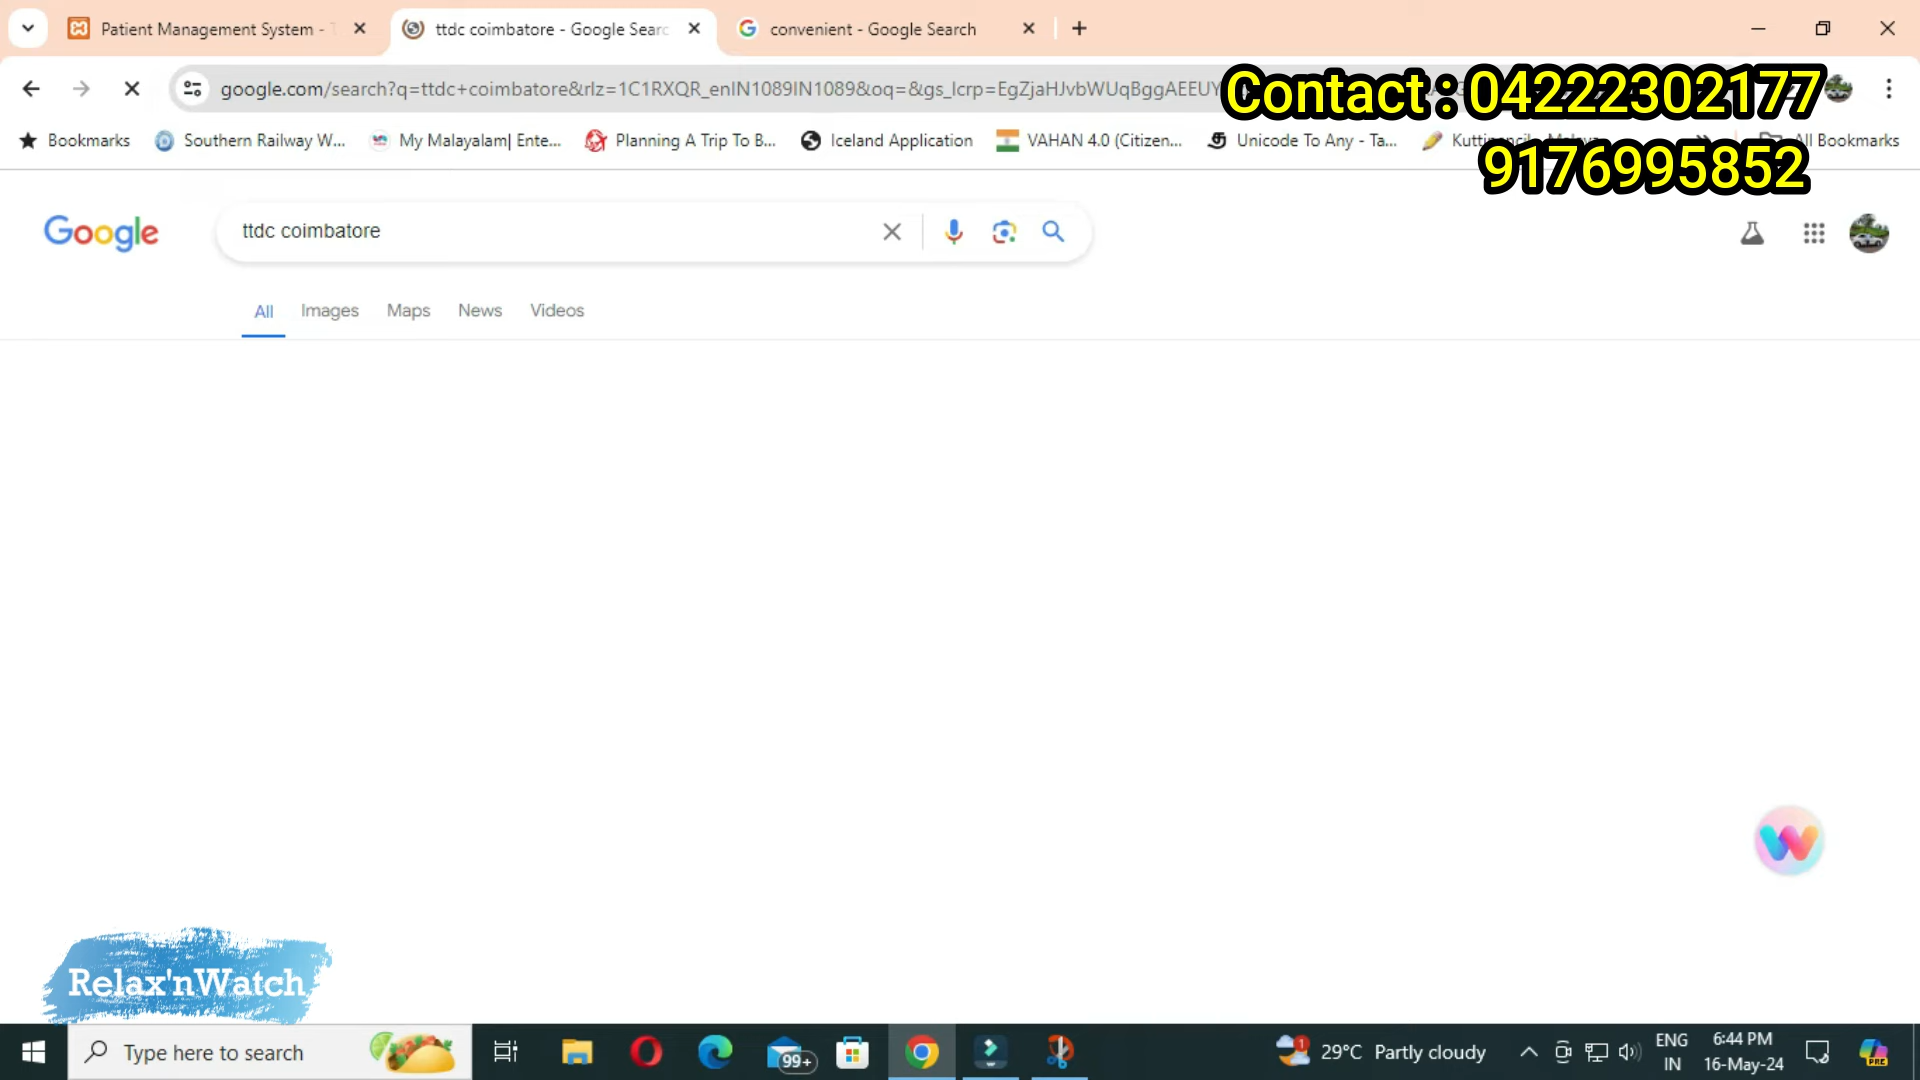 Patient Management System -
ttdc coimbatore - Google Searc
convenient - Google Search
google.com/search?q=ttdc+coimbatore&rlz=1C1RXQR_enIN1089IN1089&oq=&gs_lcrp=EgZjaHJvbWUqBggAEEUY
Contact : 04222302177
9176995852
Bookmarks
Southern Railway W...
My Malayalam| Ente...
Planning A Trip To B...
Iceland Application
VAHAN 4.0 (Citizen...
Unicode To Any - Ta...
All Bookmarks
Google
ttdc coimbatore
All Images Maps News Videos
Relax'nWatch
Type here to search
99+
1
29°C Partly cloudy
ENG
IN
6:44 PM
16-May-24
PRE